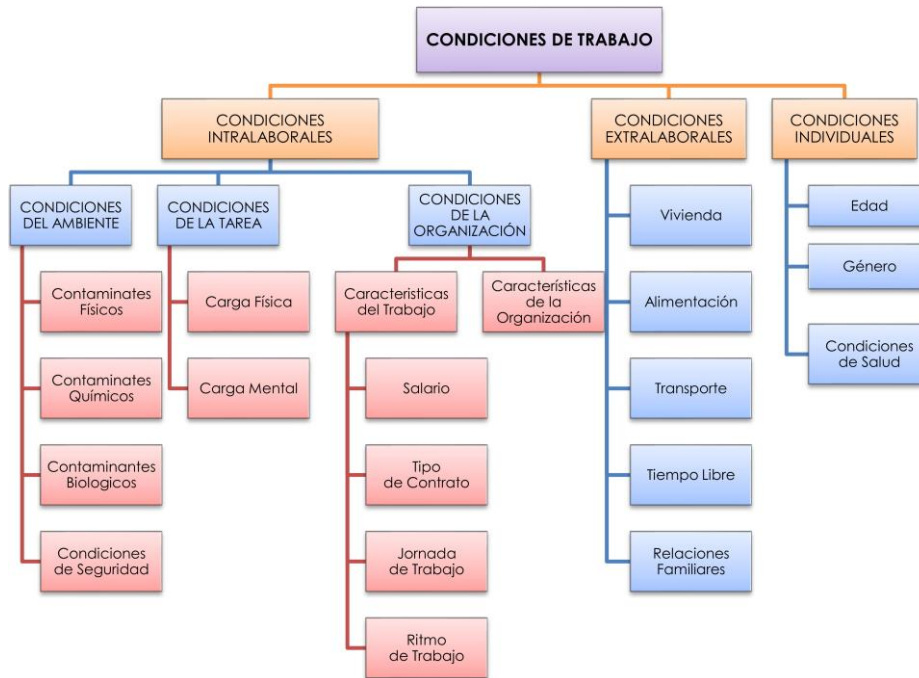 CONDICIONES DE TRABAJO
CONDICIONES
INTRALABORALES
CONDICIONES
EXTRALABORALES
CONDICIONES
INDIVIDUALES
CONDICIONES
DEL AMBIENTE
CONDICIONES
DE LA TAREA
CONDICIONES
DE LA
ORGANIZACIÓN
Contaminates
Físicos
Contaminates
Químicos
Contaminantes
Biologicos
Condiciones
de Seguridad
Carga Física
Carga Mental
Caracteristicas
del Trabajo
Características
de la
Organización
Salario
Tipo
de Contrato
Jornada
de Trabajo
Ritmo
de Trabajo
Vivienda
Alimentación
Transporte
Tiempo Libre
Relaciones
Familiares
Edad
Género
Condiciones
de Salud